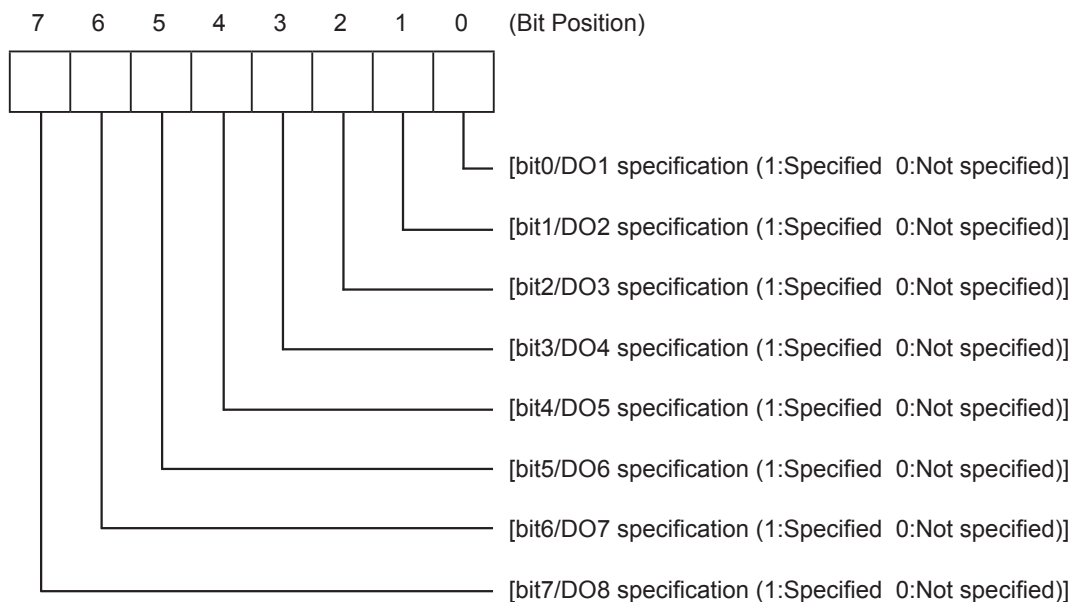 7 6 5 4 3 2 1 0 (Bit Position)
[bit0/DO1 specification (1:Specified  0:Not specified)]
[bit1/DO2 specification (1:Specified  0:Not specified)]
[bit2/DO3 specification (1:Specified  0:Not specified)]
[bit3/DO4 specification (1:Specified  0:Not specified)]
[bit4/DO5 specification (1:Specified  0:Not specified)]
[bit5/DO6 specification (1:Specified  0:Not specified)]
[bit6/DO7 specification (1:Specified  0:Not specified)]
[bit7/DO8 specification (1:Specified  0:Not specified)]